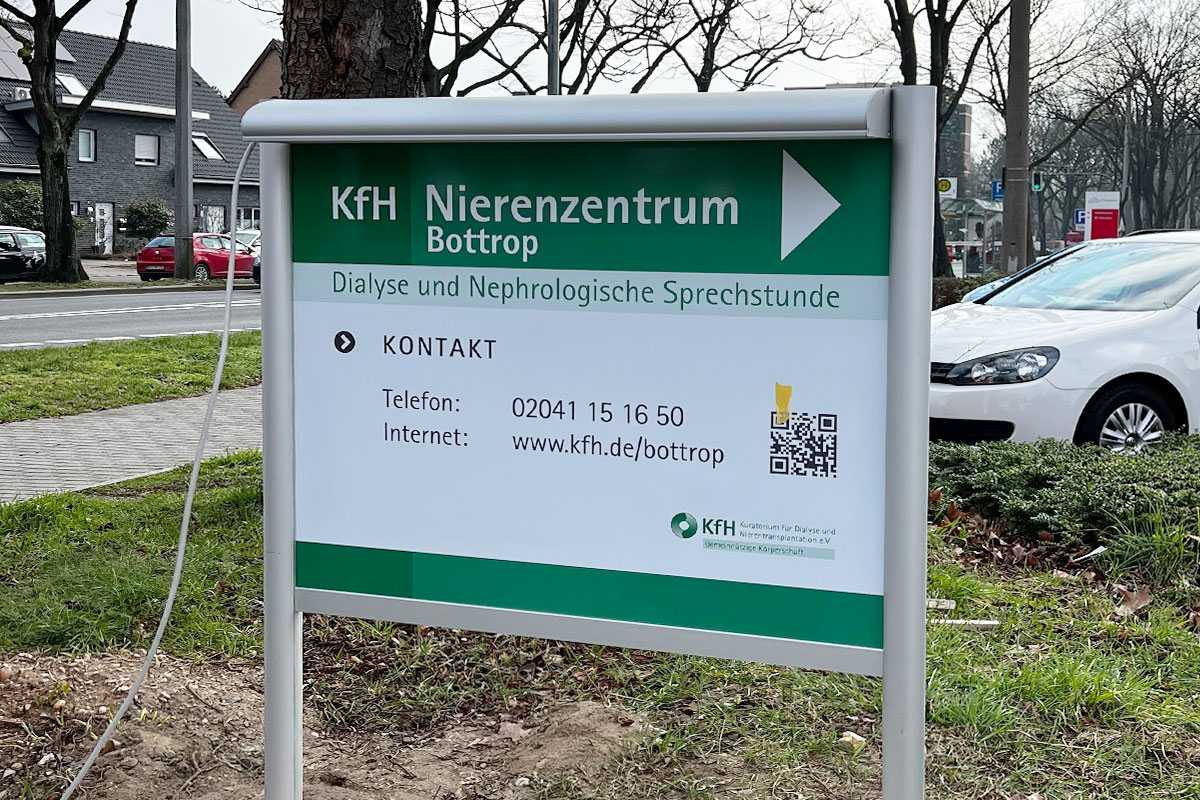 KfH Nierenzentrum
Bottrop
Dialyse und Nephrologische Sprechstunde
KONTAKT
Telefon: 02041 15 16 50
Internet: www.kfh.de/bottrop
KfH Kuratorium für Dialyse und
Nierentransplantation e.V.
Gemeinnützige Körperschaft
H
P
P